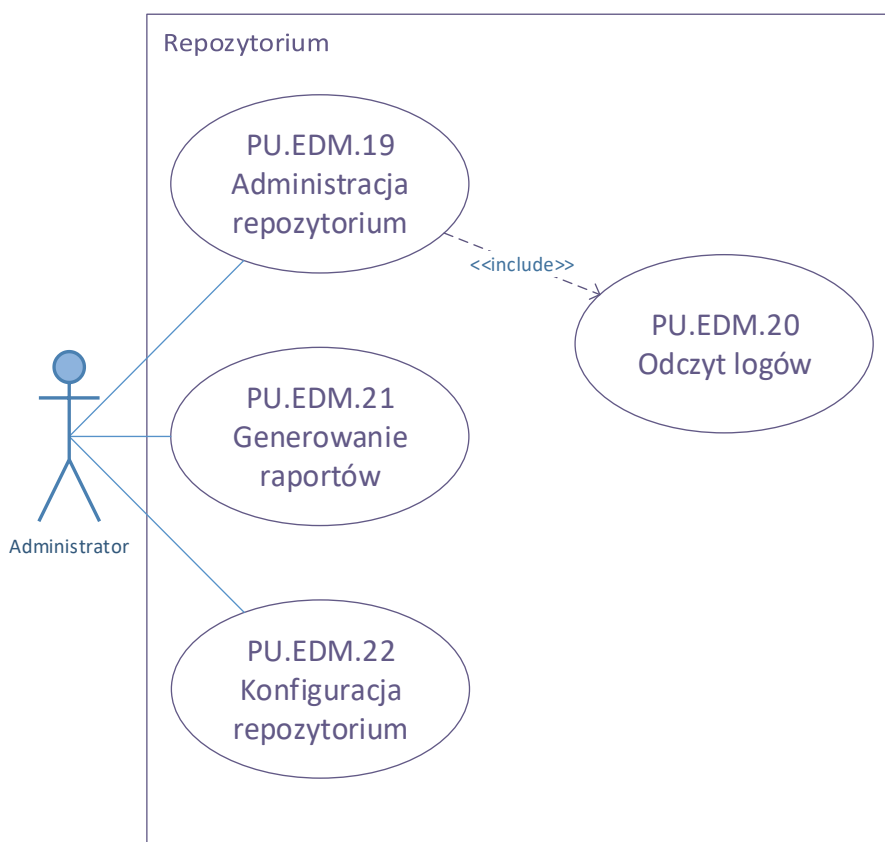 Repozytorium
PU.EDM.19
Administracja
repozytorium
<<include>>
PU.EDM.20
Odczyt logów
PU.EDM.21
Generowanie
raportów
Administrator
PU.EDM.22
Konfiguracja
repozytorium